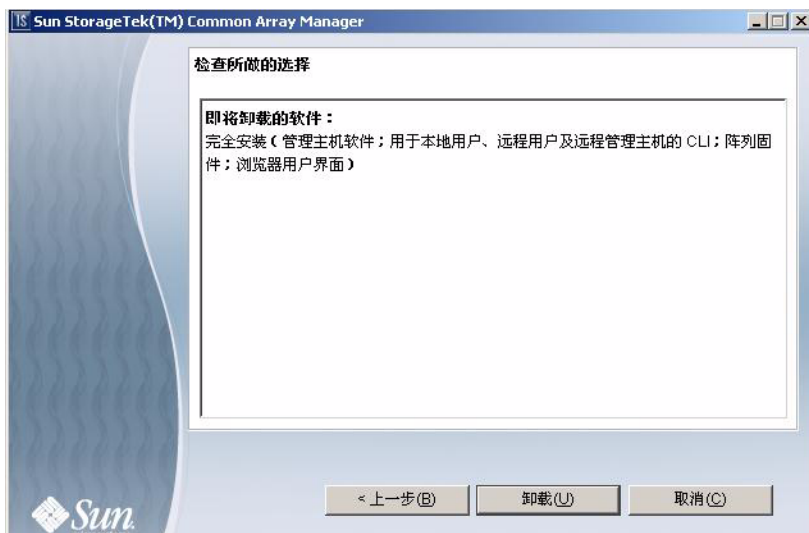 Sun StorageTek(TM) Common Array Manager
检查所做的选择
即将卸载的软件：
完全安装（管理主机软件；用于本地用户、远程用户及远程管理主机的 CLI；阵列固
件；浏览器用户界面）
<上一步(B)
卸载(U)
取消(C)
Sun